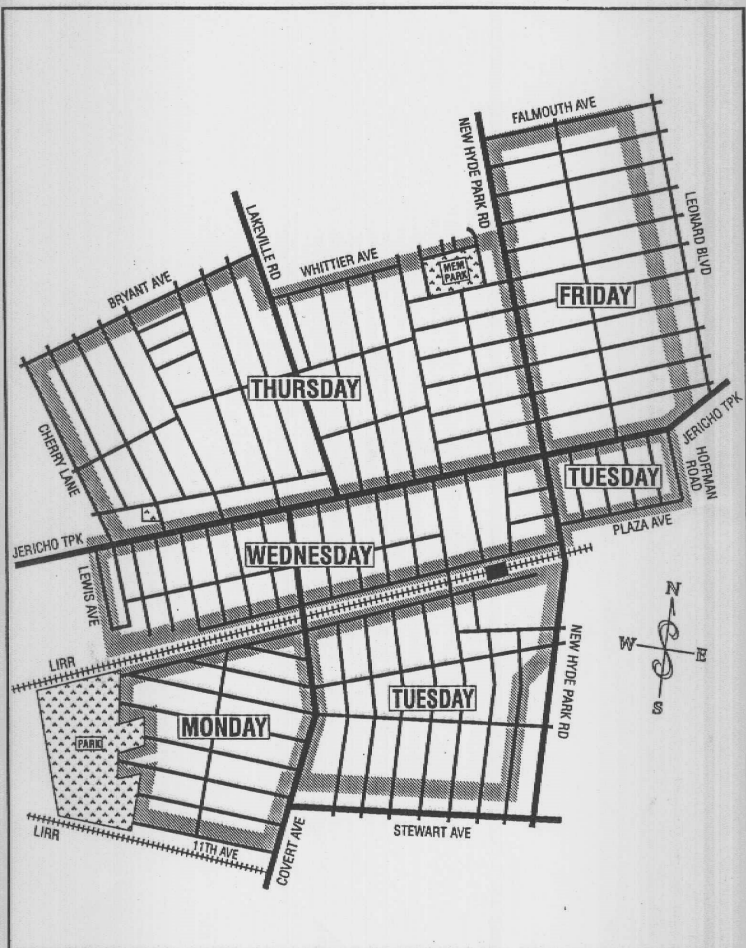 FALMOUTH AVE
NEW HYDE PARK RD
LAKEVILLE RD
LEONARD BLVD
WHITTIER AVE
MEM
PARK
BRYANT AVE
FRIDAY
THURSDAY
CHERRY LANE
JERICHO TPK
HOFFMAN
ROAD
TUESDAY
PLAZA AVE
JERICHO TPK
WEDNESDAY
LEWIS AVE
N
W
E
S
LIRR
NEW HYDE PARK RD
TUESDAY
MONDAY
PARK
LIRR
11TH AVE
COVERT AVE
STEWART AVE